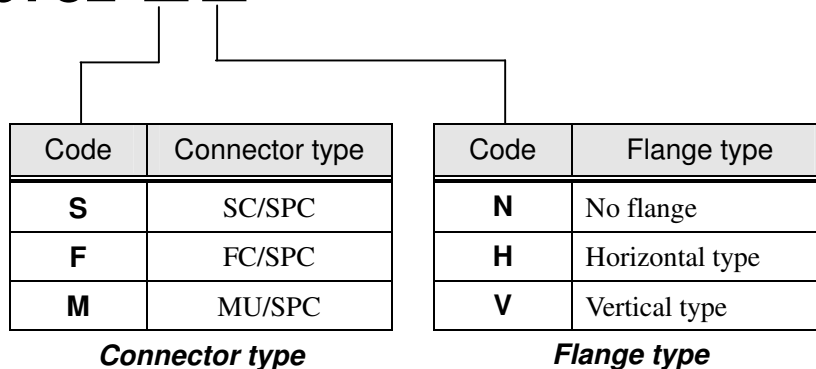 Code Connector type
S SC/SPC
F FC/SPC
M MU/SPC
Connector type
Code Flange type
N No flange
H Horizontal type
V Vertical type
Flange type